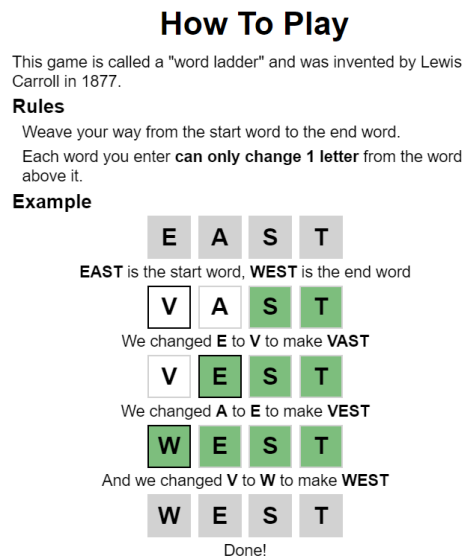 How To Play
This game is called a "word ladder" and was invented by Lewis
Carroll in 1877.
Rules
Weave your way from the start word to the end word.
Each word you enter can only change 1 letter from the word
above it.
Example
E A S T
EAST is the start word, WEST is the end word
V A S T
We changed E to V to make VAST
V E S T
We changed A to E to make VEST
W E S T
And we changed V to W to make WEST
W E S T
Done!